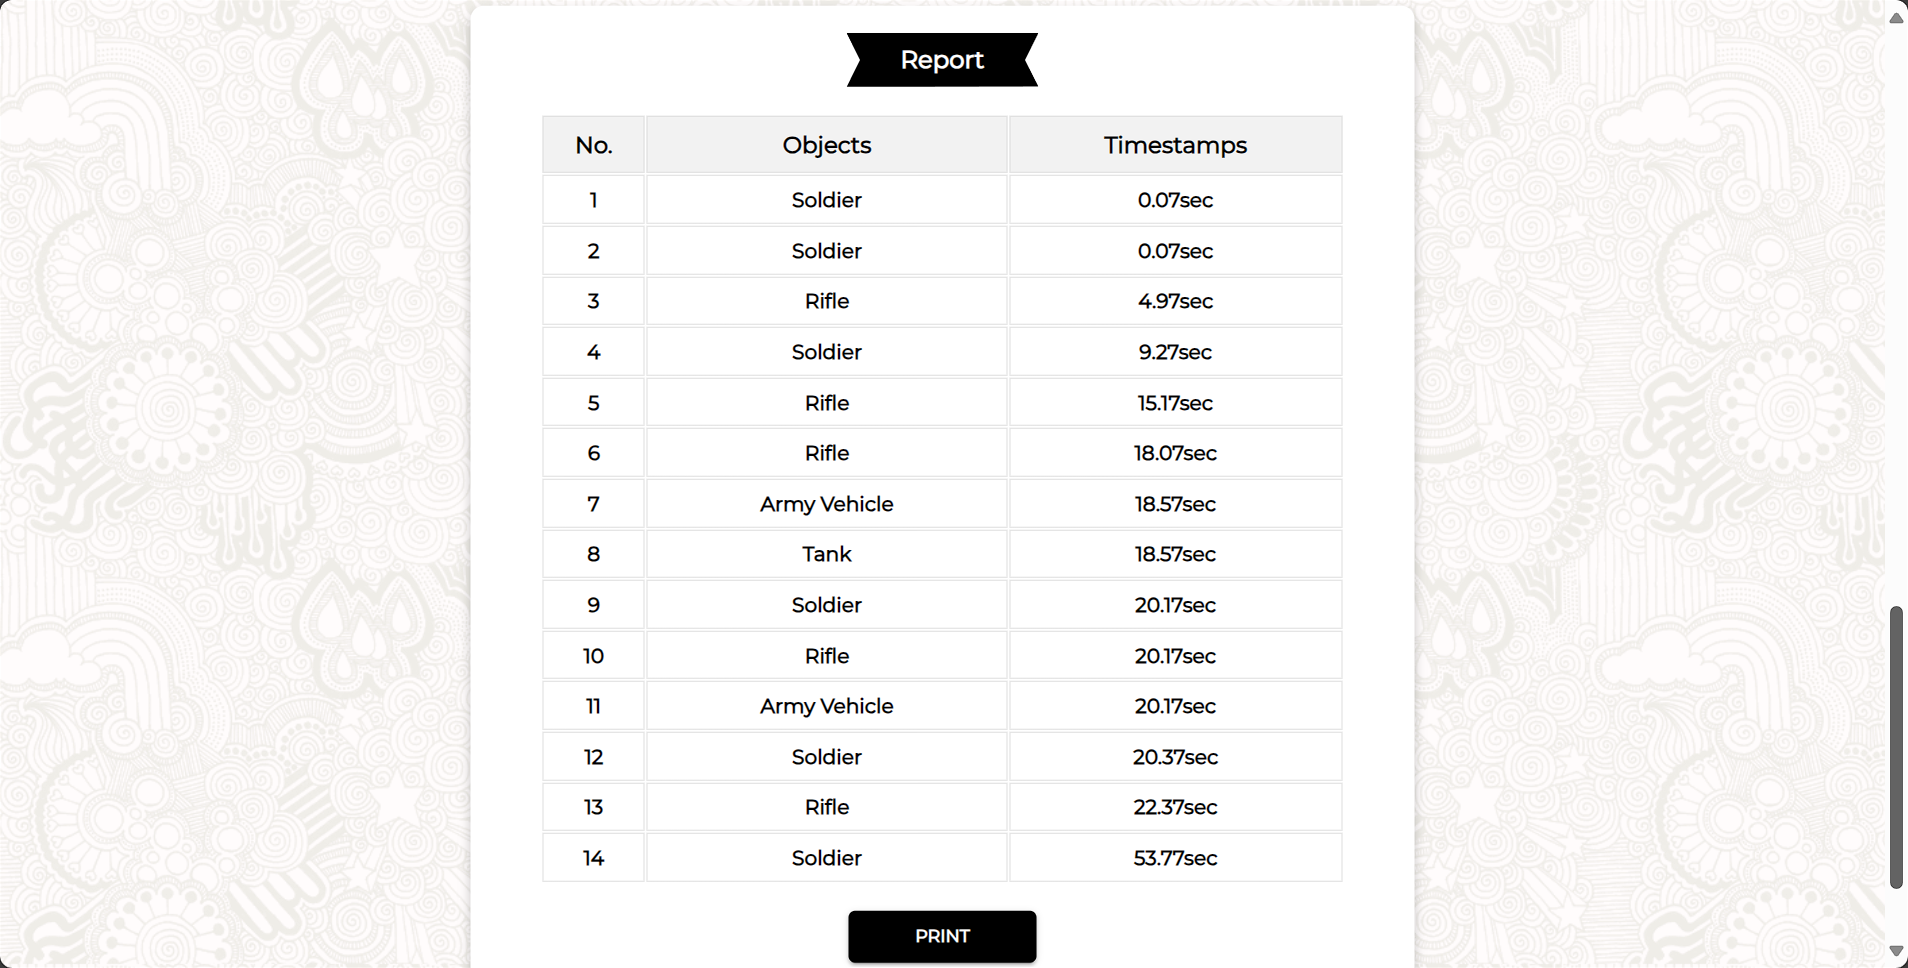 Report
No. Objects Timestamps
1 Soldier 0.07sec
2 Soldier 0.07sec
3 Rifle 4.97sec
4 Soldier 9.27sec
5 Rifle 15.17sec
6 Rifle 18.07sec
7 Army Vehicle 18.57sec
8 Tank 18.57sec
9 Soldier 20.17sec
10 Rifle 20.17sec
11 Army Vehicle 20.17sec
12 Soldier 20.37sec
13 Rifle 22.37sec
14 Soldier 53.77sec
PRINT